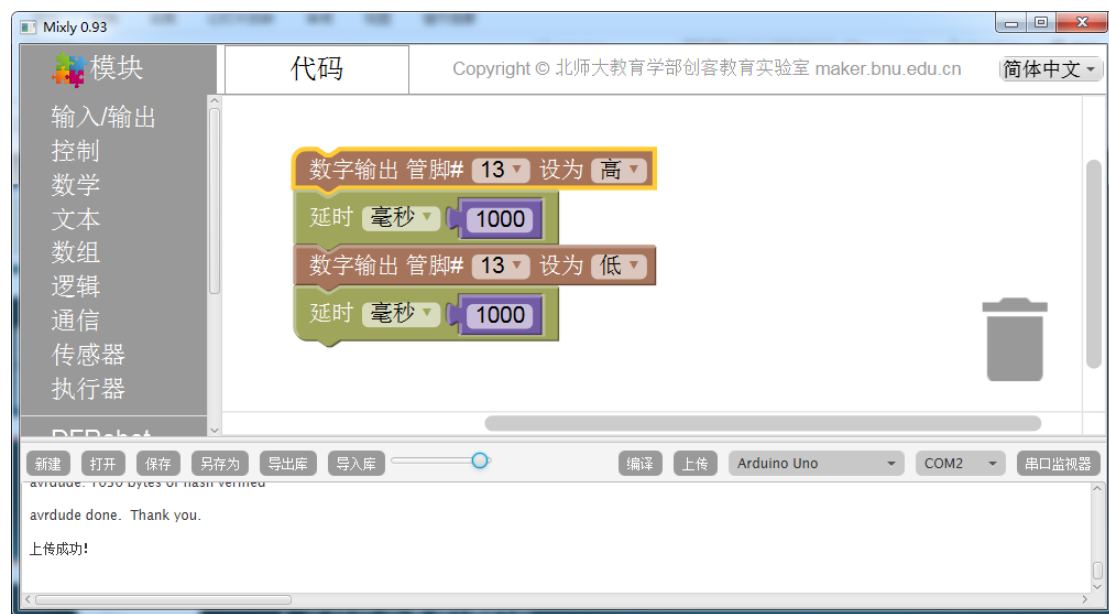 Mixly 0.93
模块
代码
Copyright © 北师大教育学部创客教育实验室 maker.bnu.edu.cn
简体中文
输入/输出
控制
数学
文本
数组
逻辑
通信
传感器
执行器
数字输出 管脚# 13 设为 高
延时 毫秒 1000
数字输出 管脚# 13 设为 低
延时 毫秒 1000
新建 打开 保存 另存为 导出库 导入库 编译 上传 Arduino Uno COM2 串口监视器
avrdude done. Thank you.
上传成功!